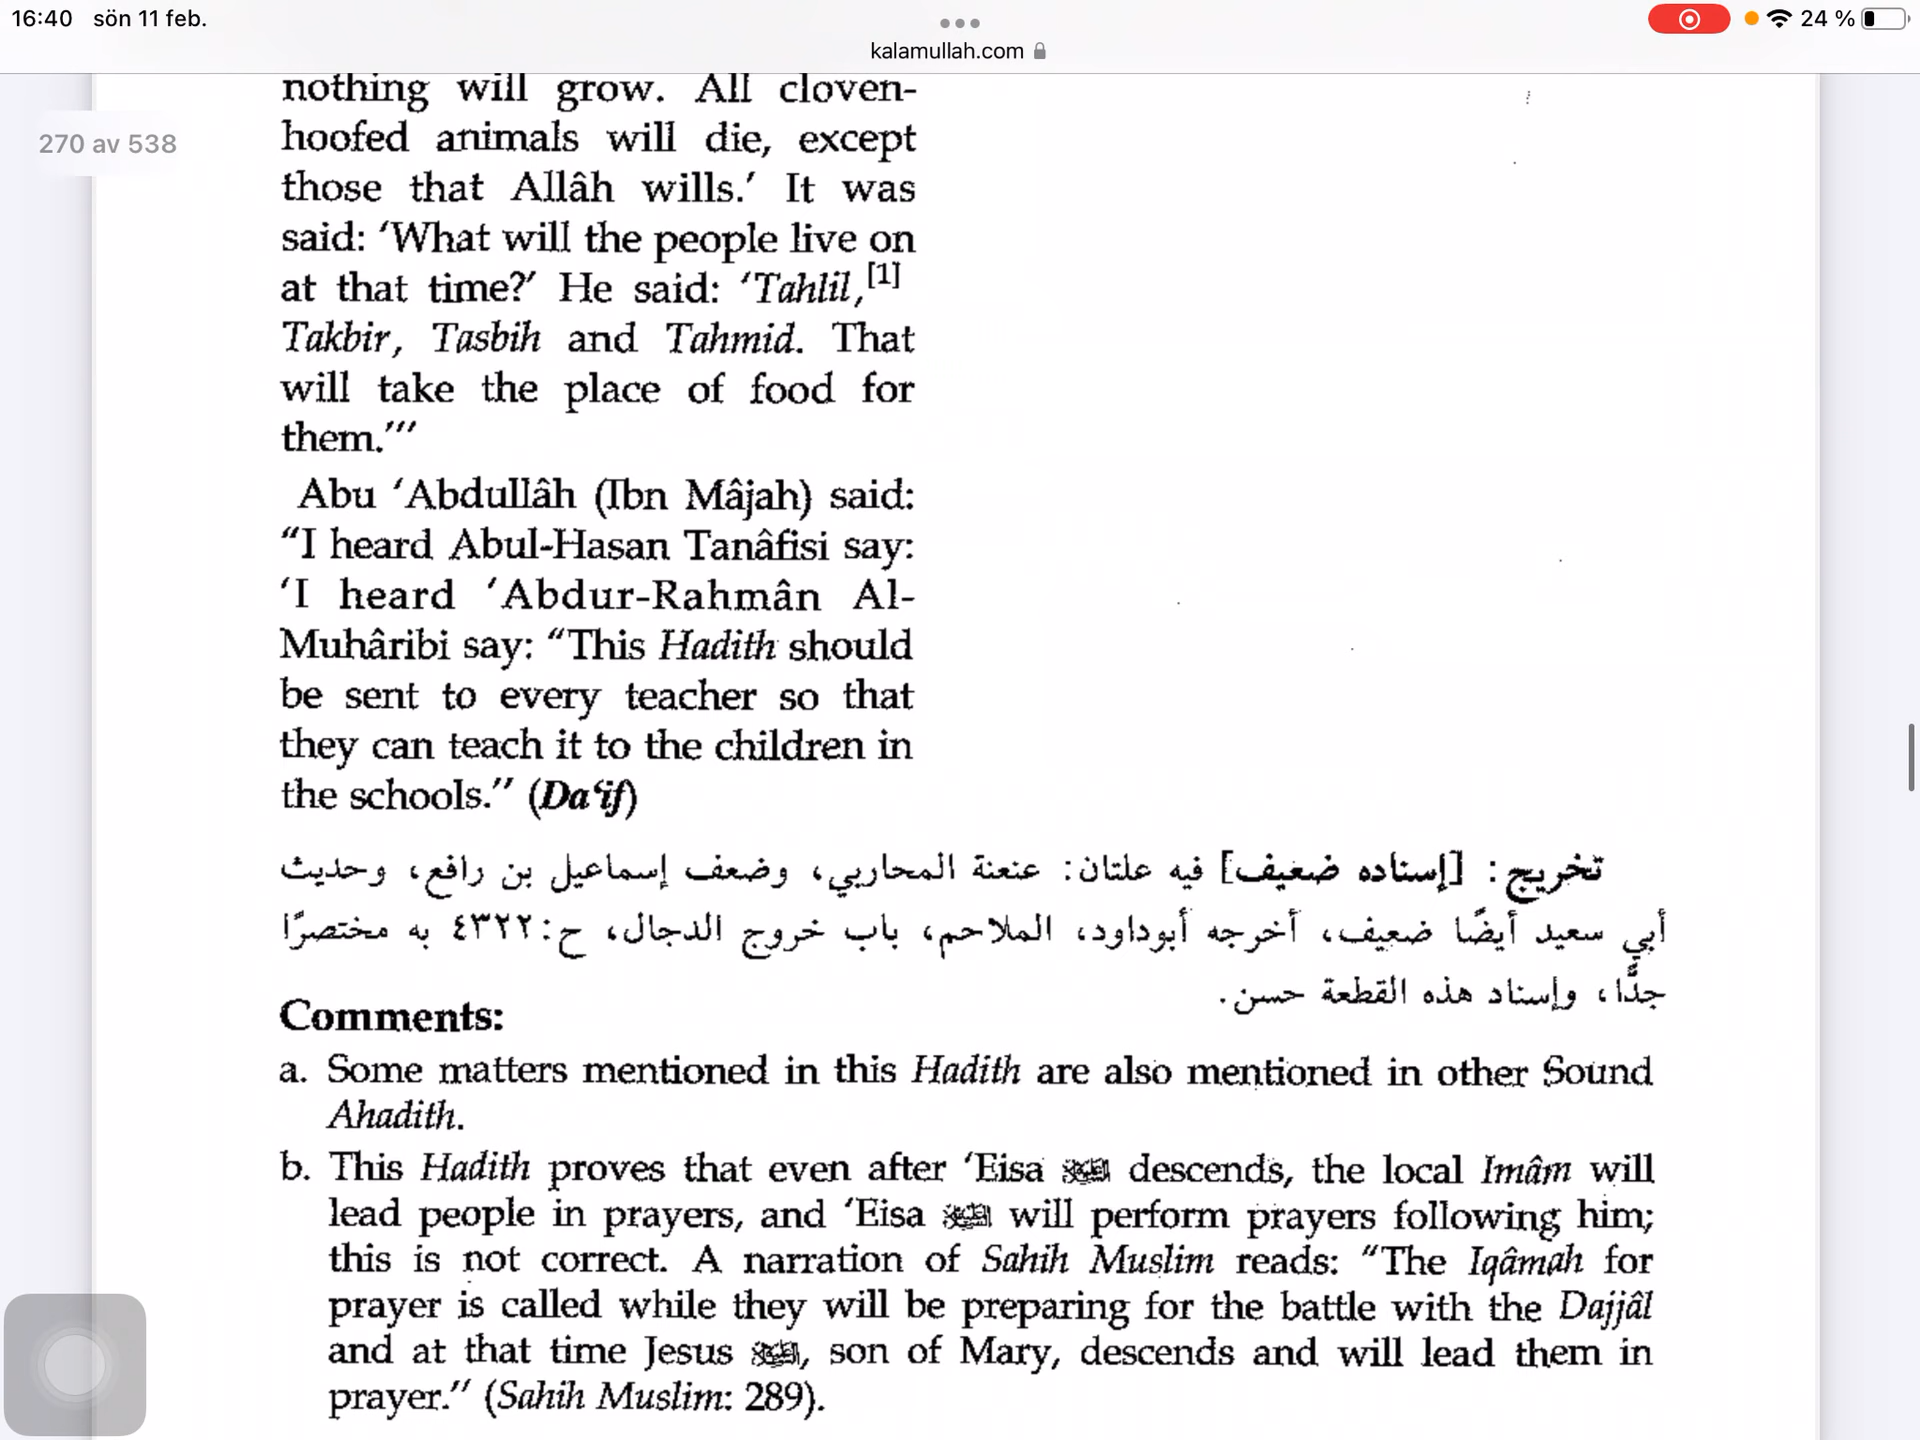 16:40 sön 11 feb.
24 %
kalamullah.com
270 av 538
nothing will grow. All cloven-
hoofed animals will die, except
those that Allâh wills.’ It was
said: ‘What will the people live on
at that time?’ He said: ‘Tahlil,[1]
Takbir, Tasbih and Tahmid. That
will take the place of food for
them.’”
Abu ‘Abdullâh (Ibn Mâjah) said:
“I heard Abul-Hasan Tanâfisi say:
‘I heard ’Abdur-Rahmân Al-
Muhâribi say: “This Hadith should
be sent to every teacher so that
they can teach it to the children in
the schools.” (Da‘if)
تخريج: [إسناده ضعيف] فيه علتان: عنعنة المحاربي، وضعف إسماعيل بن رافع، وحديث
أبي سعيد أيضًا ضعيف، أخرجه أبوداود، الملاحم، باب خروج الدجال، ح:٤٣٢٢ به مختصرًا
جدًّا، وإسناد هذه القطعة حسن.
Comments:
a. Some matters mentioned in this Hadith are also mentioned in other Sound
Ahadith.
b. This Hadith proves that even after ‘Eisa descends, the local Imâm will
lead people in prayers, and ‘Eisa will perform prayers following him;
this is not correct. A narration of Sahih Muslim reads: “The Iqâmah for
prayer is called while they will be preparing for the battle with the Dajjâl
and at that time Jesus , son of Mary, descends and will lead them in
prayer.” (Sahih Muslim: 289).